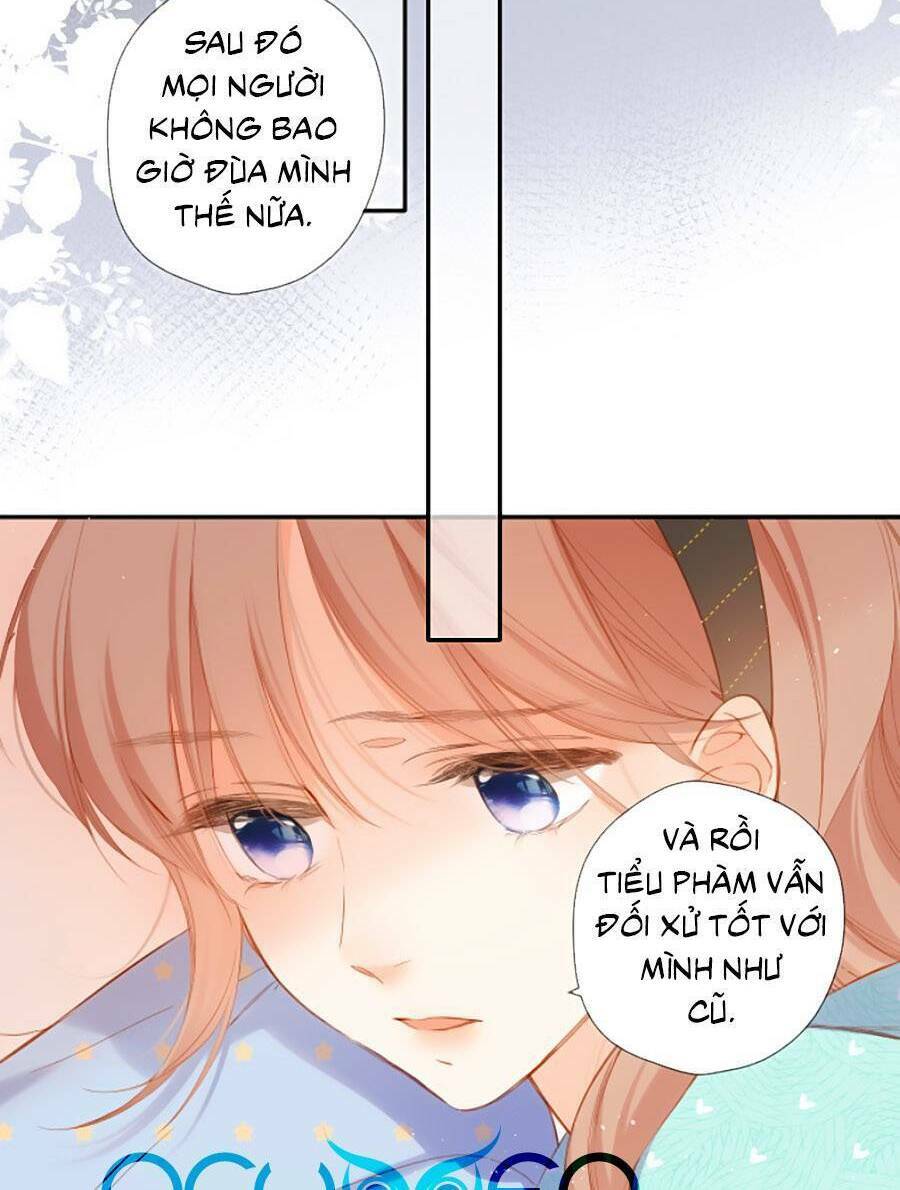 SAU ĐÓ
MỌI NGƯỜI
KHÔNG BAO
GIỜ ĐÙA MÌNH
THẾ NỮA.
VÀ RỒI
TIỂU PHÀM VẪN
ĐỐI XỬ TỐT VỚI
MÌNH NHƯ
CŨ.